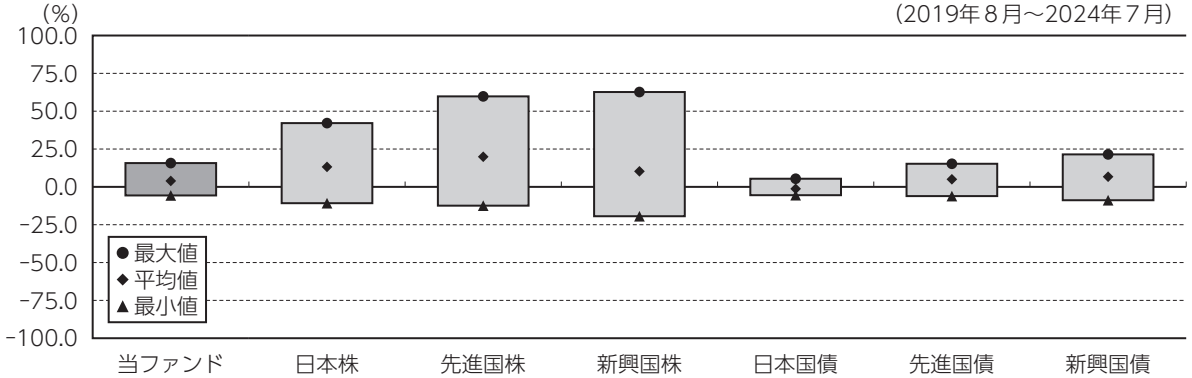 (%)
(2019年8月～2024年7月)
100.0
75.0
50.0
25.0
0.0
-25.0
-50.0
-75.0
-100.0
●最大値
◆平均値
▲最小値
当ファンド 日本株 先進国株 新興国株 日本国債 先進国債 新興国債